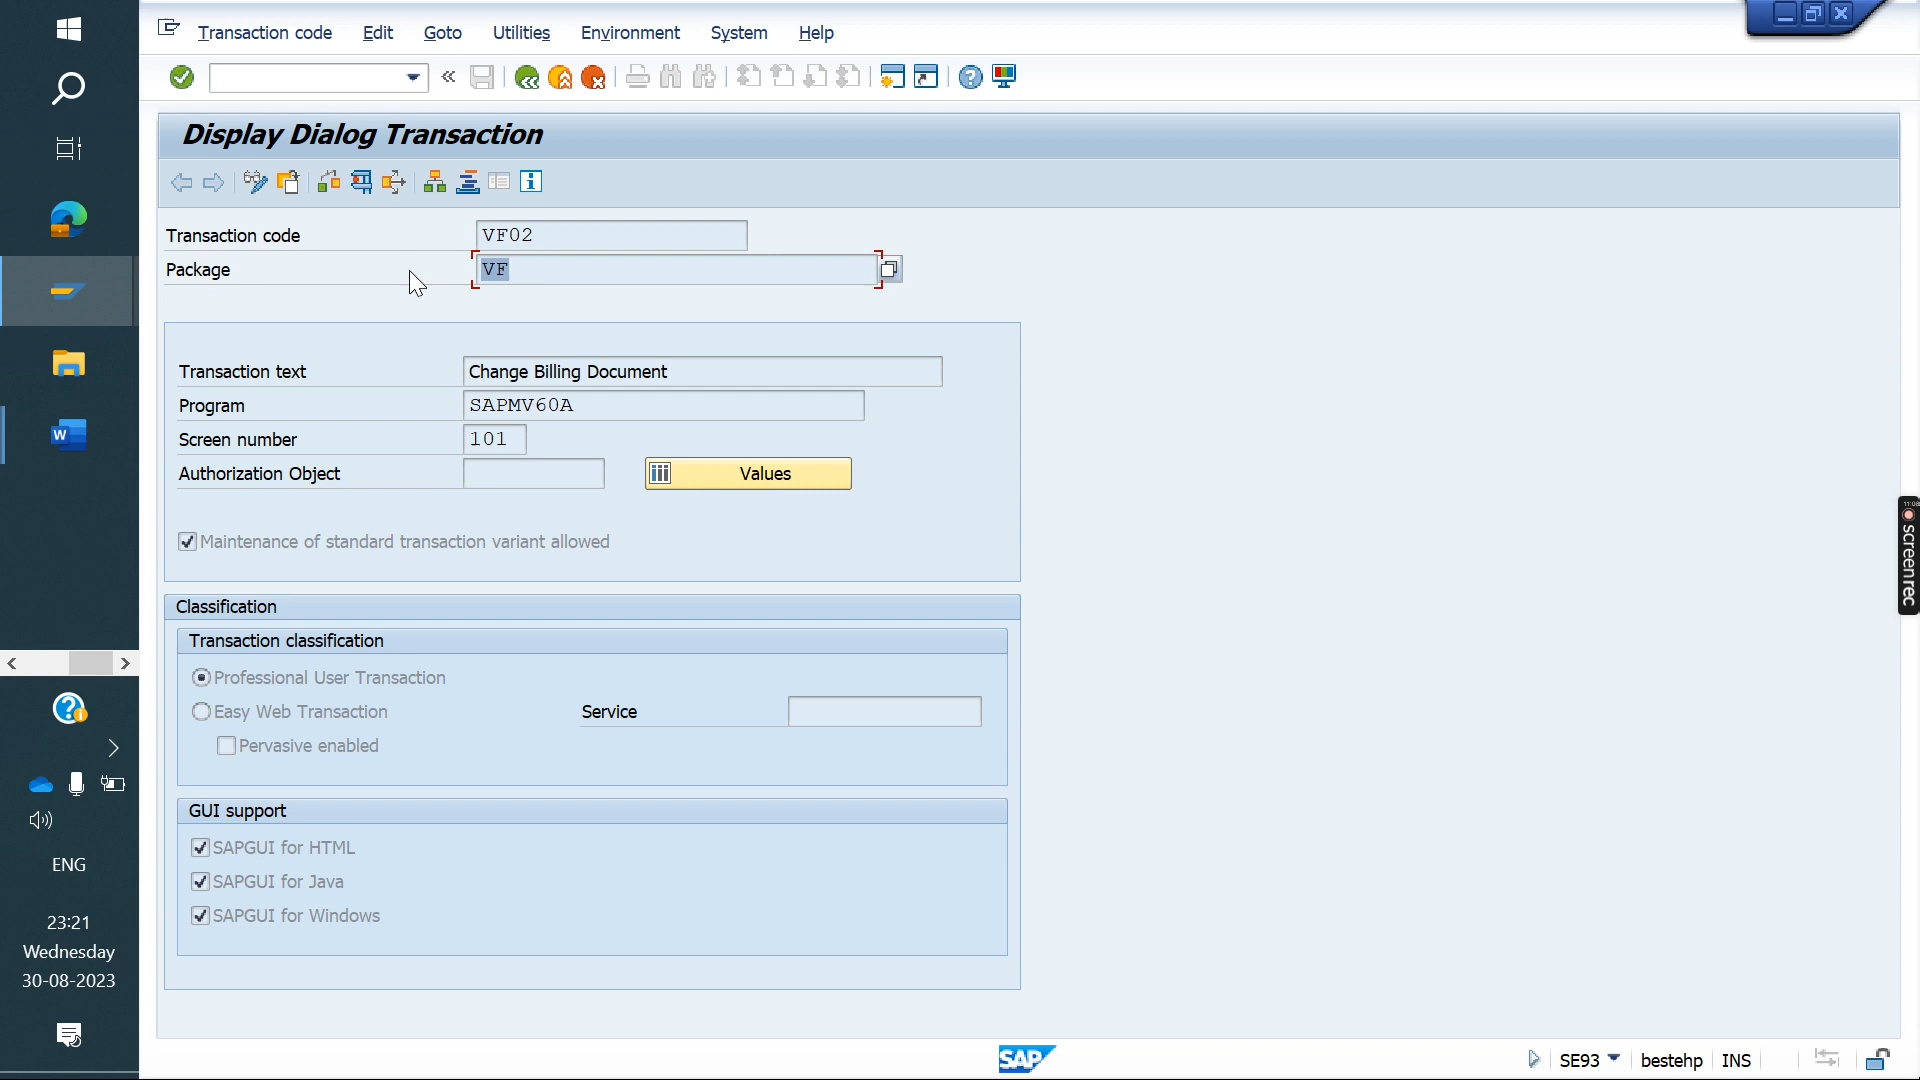 Transcription code Edit Goto Utilities Environment System Help
Display Dialog Transaction
Transaction code VF02
Package VF
Transaction text Change Billing Document
Program SAPMV60A
Screen number 101
Authorization Object Values
Maintenance of standard transaction variant allowed
Classification
Transaction classification
Professional User Transaction
Easy Web Transaction Service
Pervasive enabled
GUI support
SAPGUI for HTML
SAPGUI for Java
SAPGUI for Windows
SAP SE93 bestehp INS
W
ENG
23:21
Wednesday
30-08-2023
11:08
screenrec